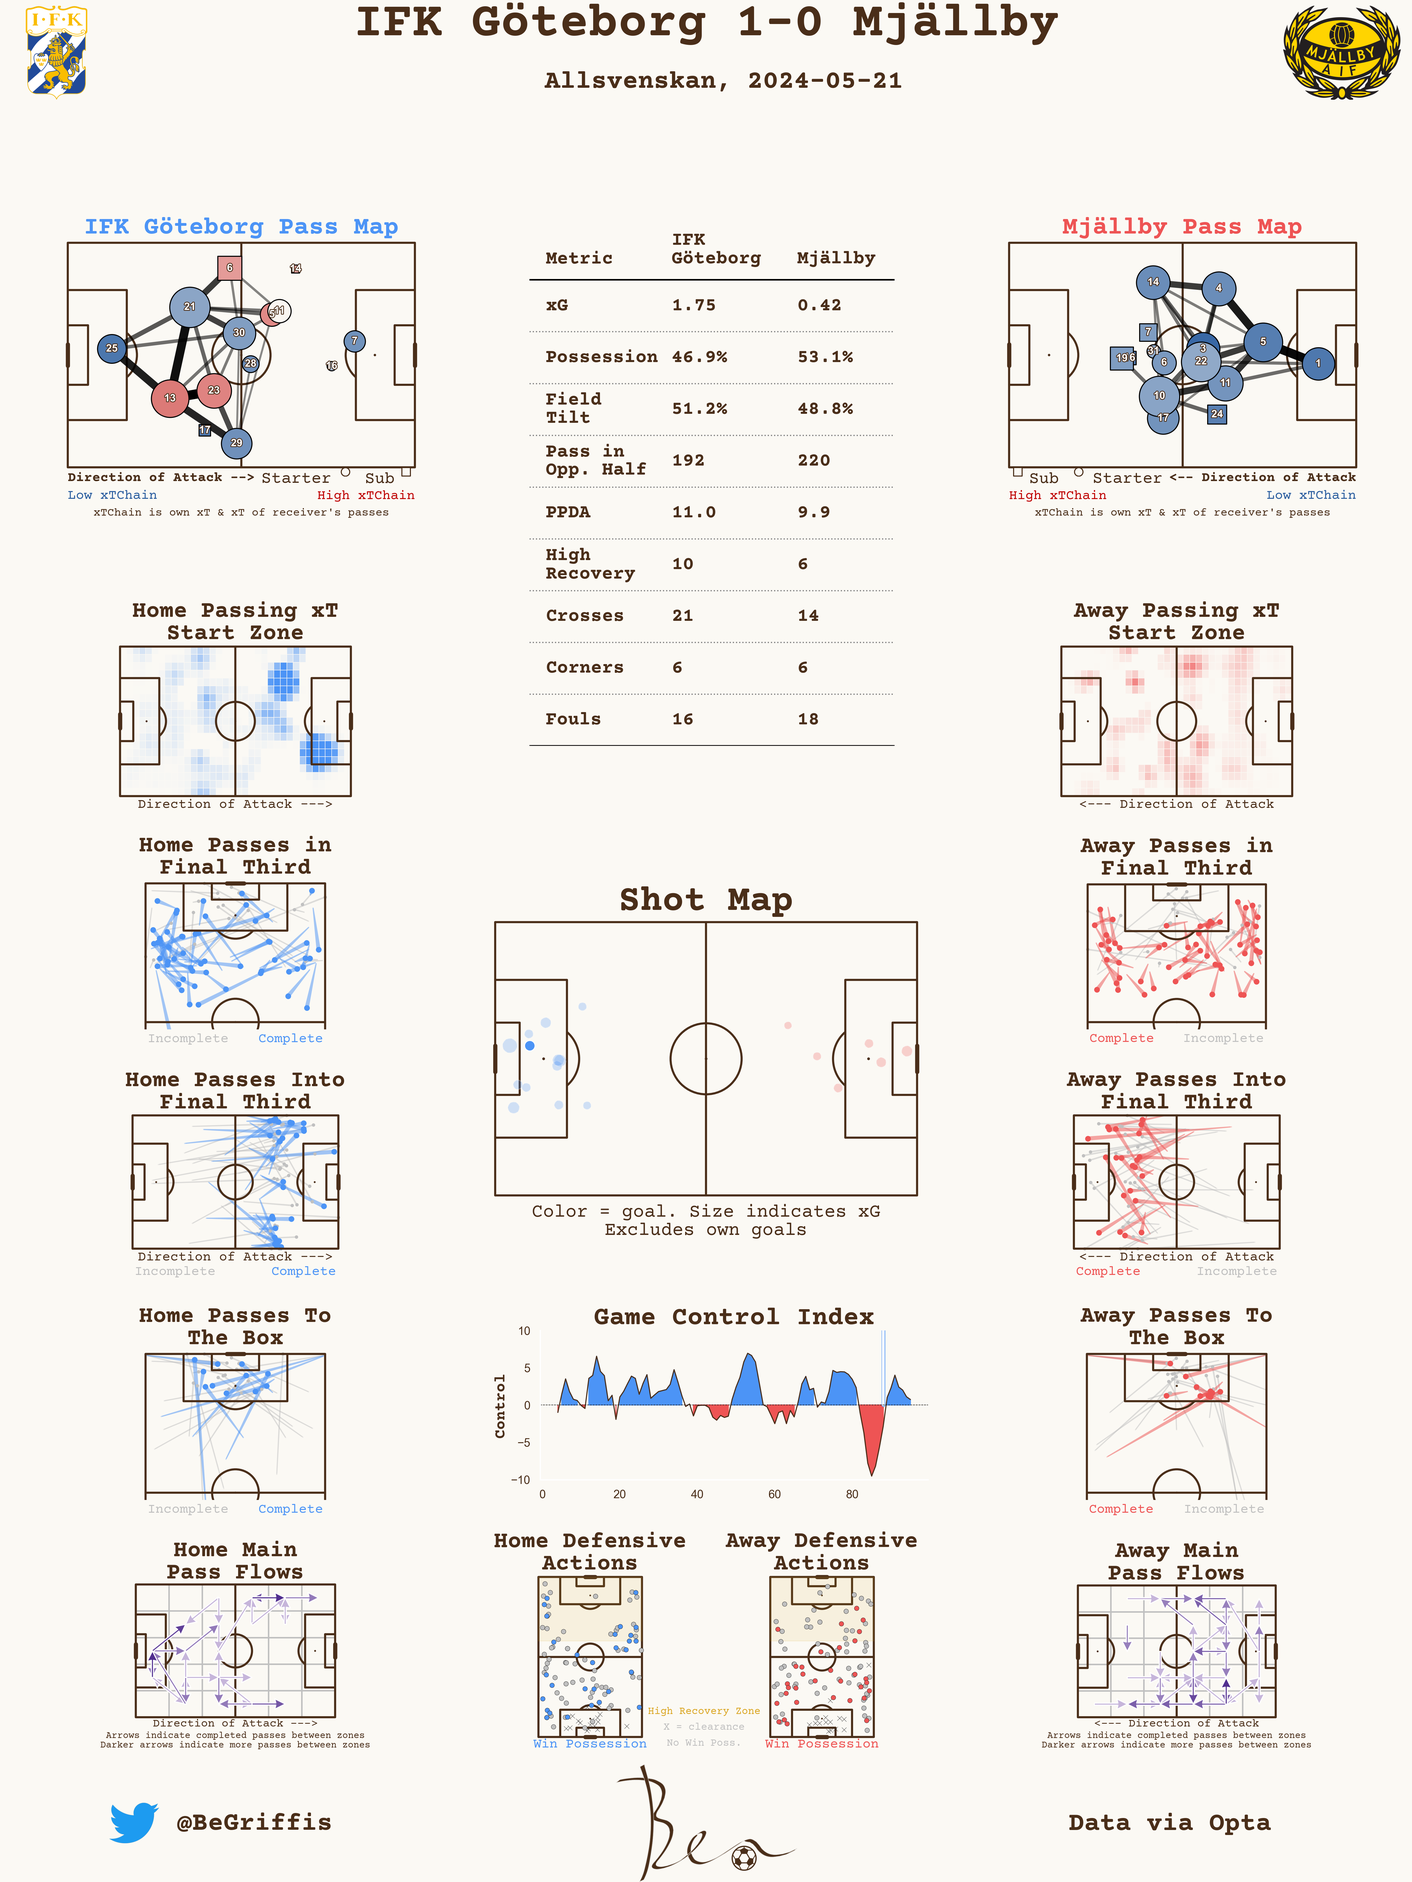 IFK Göteborg 1-0 Mjällby
Allsvenskan, 2024-05-21
I·F·K
MJÄLLBY
AIF
IFK Göteborg Pass Map
6
14
21
5
11
30
25
28
7
16
13
23
17
29
Direction of Attack --> Starter Sub
Low xTChain High xTChain
xTChain is own xT & xT of receiver's passes
Metric IFK Göteborg Mjällby
xG 1.75 0.42
Possession 46.9% 53.1%
Field Tilt 51.2% 48.8%
Pass in Opp. Half 192 220
PPDA 11.0 9.9
High Recovery 10 6
Crosses 21 14
Corners 6 6
Fouls 16 18
Mjällby Pass Map
14
4
7
5
3
31
19
6
6
22
1
11
10
17
24
Sub Starter <-- Direction of Attack
High xTChain Low xTChain
xTChain is own xT & xT of receiver's passes
Home Passing xT
Start Zone
Direction of Attack --->
Away Passing xT
Start Zone
<--- Direction of Attack
Home Passes in
Final Third
Incomplete Complete
Away Passes in
Final Third
Complete Incomplete
Shot Map
Color = goal. Size indicates xG
Excludes own goals
Home Passes Into
Final Third
Direction of Attack --->
Incomplete Complete
Away Passes Into
Final Third
<--- Direction of Attack
Complete Incomplete
Home Passes To
The Box
Incomplete Complete
Game Control Index
Control
10
5
0
−5
−10
0 20 40 60 80
Away Passes To
The Box
Complete Incomplete
Home Main
Pass Flows
Direction of Attack --->
Arrows indicate completed passes between zones
Darker arrows indicate more passes between zones
Home Defensive
Actions
Win Possession
High Recovery Zone
X = clearance
No Win Poss.
Away Defensive
Actions
Win Possession
Away Main
Pass Flows
<--- Direction of Attack
Arrows indicate completed passes between zones
Darker arrows indicate more passes between zones
@BeGriffis
Ben
Data via Opta